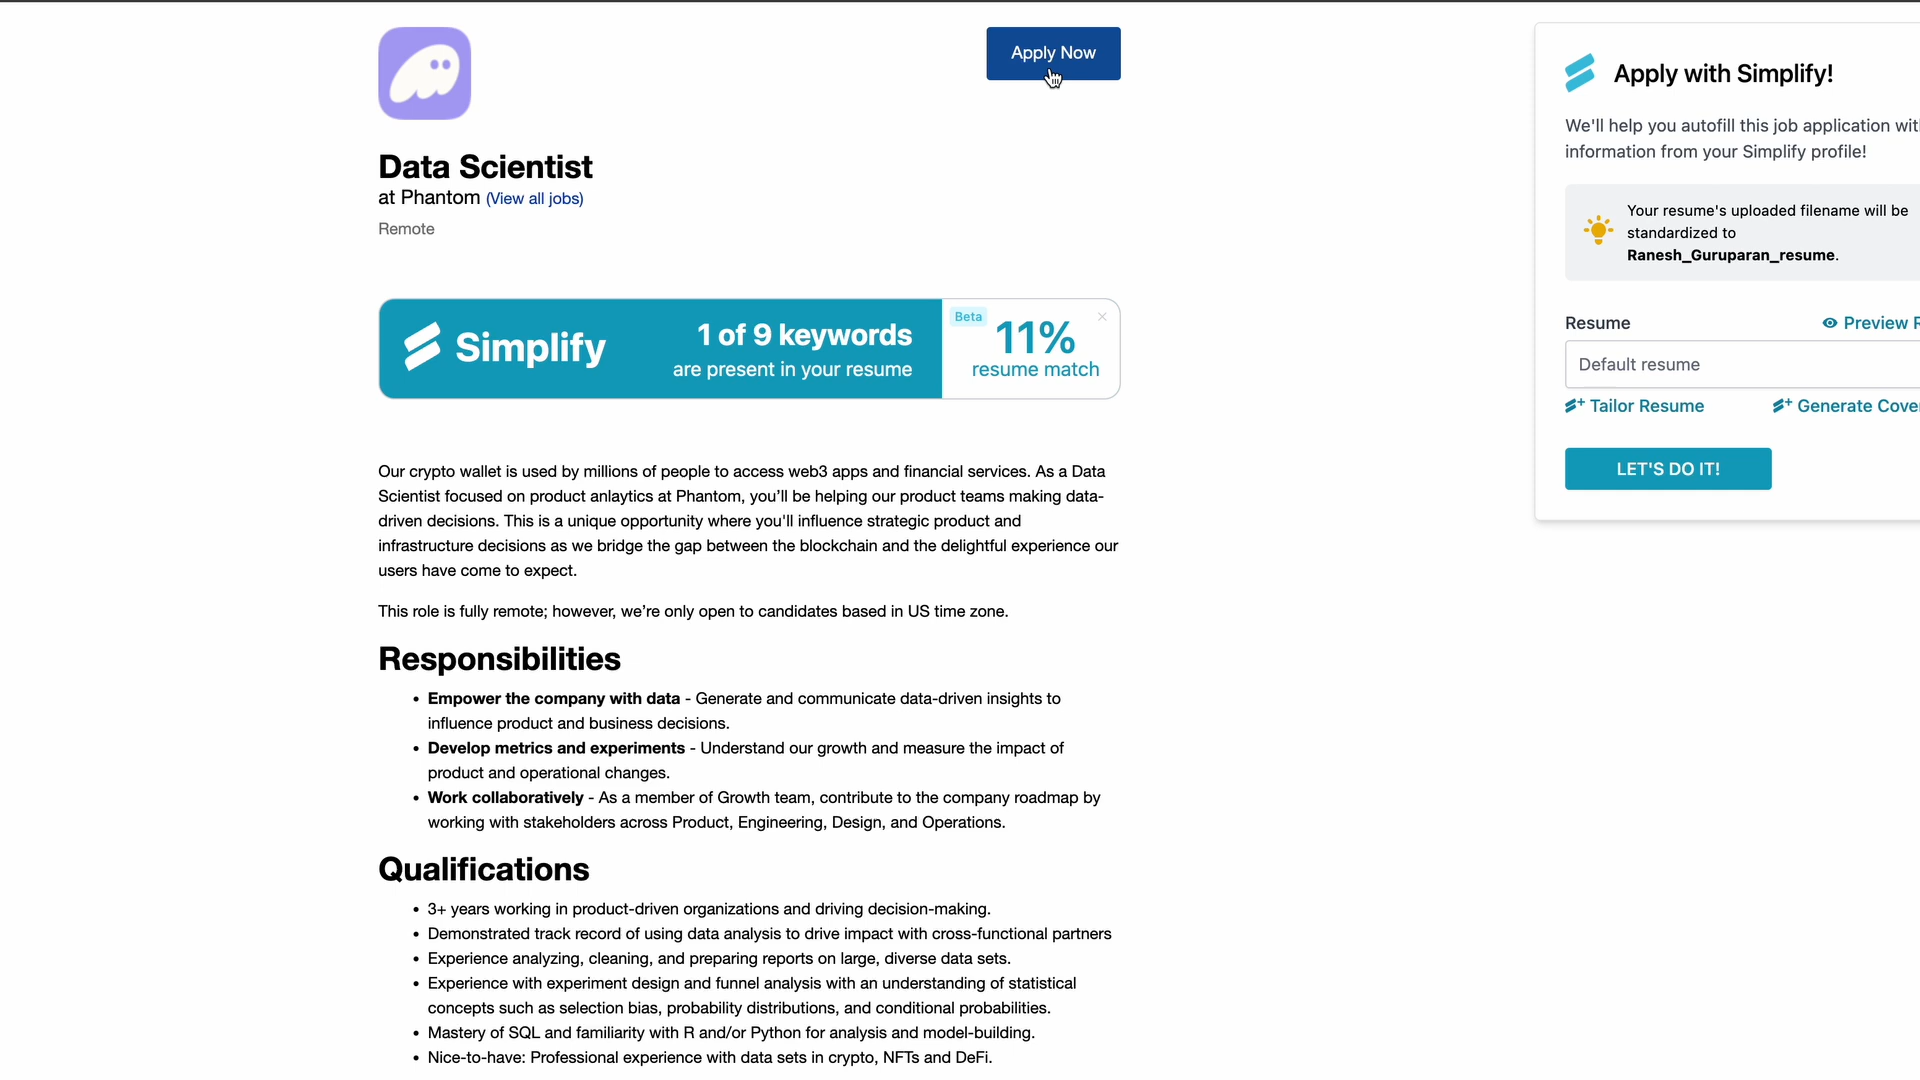 Apply Now
Data Scientist
at Phantom (View all jobs)
Remote
Simplify
1 of 9 keywords
are present in your resume
Beta
11%
resume match
Our crypto wallet is used by millions of people to access web3 apps and financial services. As a Data
Scientist focused on product anlaytics at Phantom, you’ll be helping our product teams making data-
driven decisions. This is a unique opportunity where you'll influence strategic product and
infrastructure decisions as we bridge the gap between the blockchain and the delightful experience our
users have come to expect.
This role is fully remote; however, we’re only open to candidates based in US time zone.
Responsibilities
• Empower the company with data - Generate and communicate data-driven insights to
influence product and business decisions.
• Develop metrics and experiments - Understand our growth and measure the impact of
product and operational changes.
• Work collaboratively - As a member of Growth team, contribute to the company roadmap by
working with stakeholders across Product, Engineering, Design, and Operations.
Qualifications
• 3+ years working in product-driven organizations and driving decision-making.
• Demonstrated track record of using data analysis to drive impact with cross-functional partners
• Experience analyzing, cleaning, and preparing reports on large, diverse data sets.
• Experience with experiment design and funnel analysis with an understanding of statistical
concepts such as selection bias, probability distributions, and conditional probabilities.
• Mastery of SQL and familiarity with R and/or Python for analysis and model-building.
• Nice-to-have: Professional experience with data sets in crypto, NFTs and DeFi.
Apply with Simplify!
We'll help you autofill this job application
information from your Simplify profile!
Your resume's uploaded filename will be
standardized to
Ranesh_Guruparan_resume.
Resume
Preview
Default resume
Tailor Resume
Generate
LET'S DO IT!